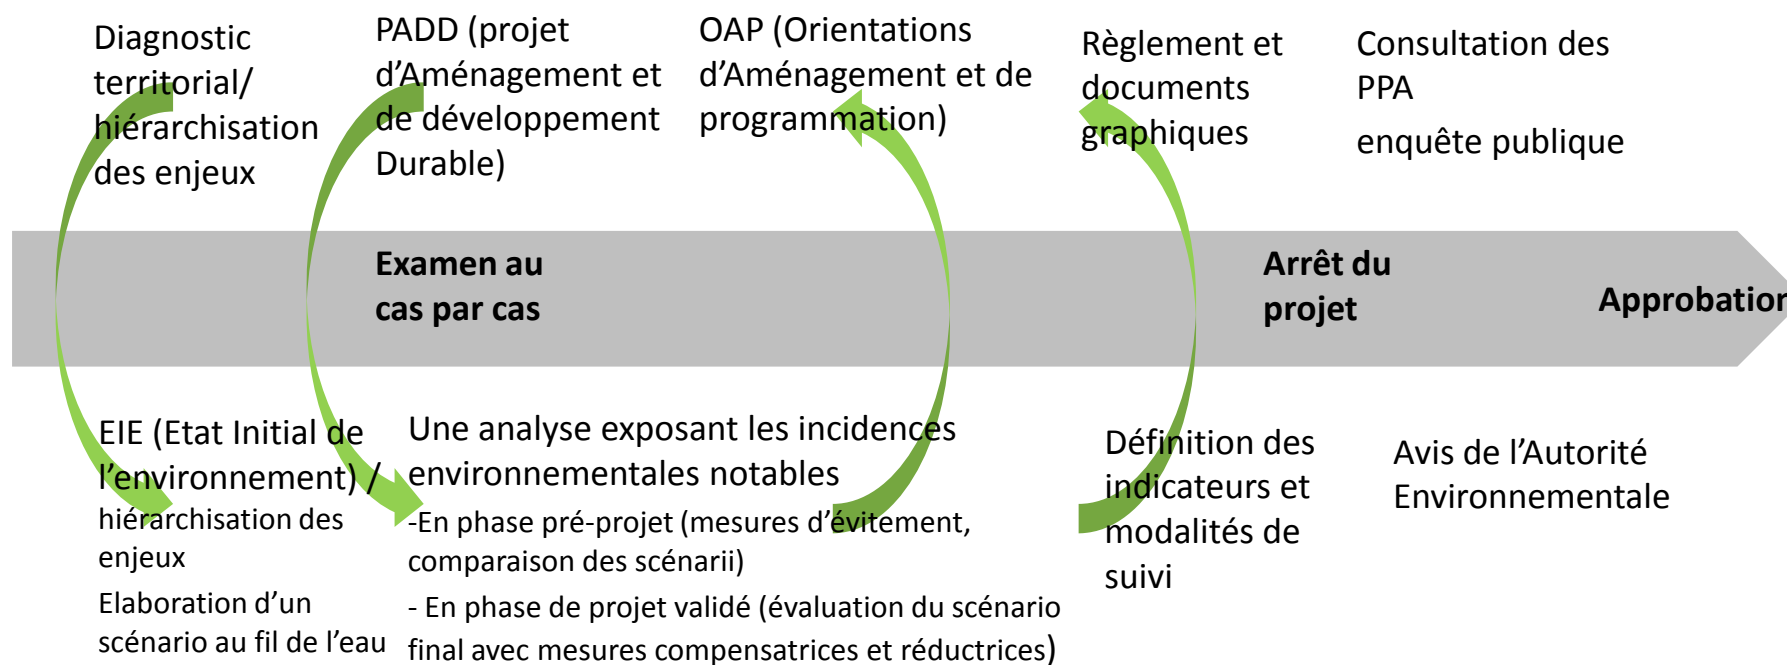 Diagnostic
territorial/
hiérarchisation
des enjeux
PADD (projet
d’Aménagement et
de développement
Durable)
OAP (Orientations
d’Aménagement et de
programmation)
Règlement et
documents
graphiques
Consultation des
PPA
enquête publique
Examen au
cas par cas
Arrêt du
projet
Approbation
EIE (Etat Initial de
l’environnement) /
hiérarchisation des
enjeux
Elaboration d’un
scénario au fil de l’eau
Une analyse exposant les incidences
environnementales notables
-En phase pré-projet (mesures d’évitement,
comparaison des scénarii)
- En phase de projet validé (évaluation du scénario
final avec mesures compensatrices et réductrices)
Définition des
indicateurs et
modalités de
suivi
Avis de l’Autorité
Environnementale